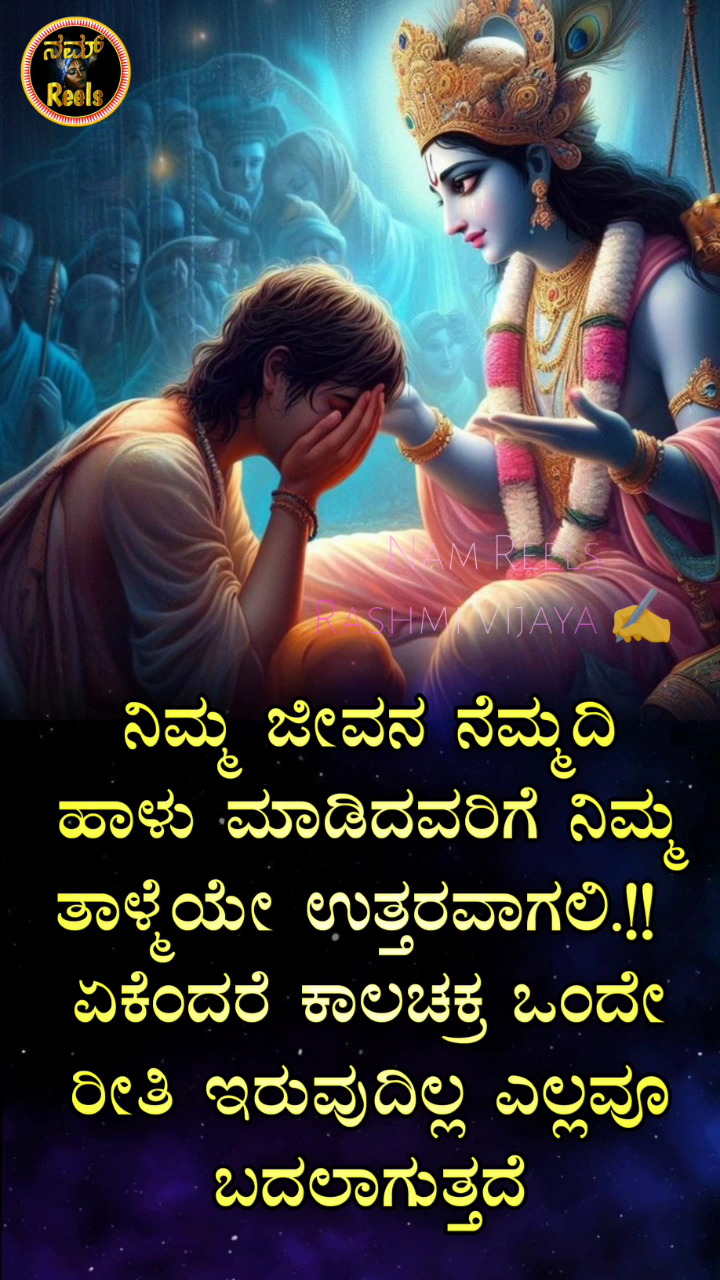 ನಮ್
Reels
NAM REELS
RASHMI VIJAYA ✍️
ನಿಮ್ಮ ಜೀವನ ನೆಮ್ಮದಿ
ಹಾಳು ಮಾಡಿದವರಿಗೆ ನಿಮ್ಮ
ತಾಳ್ಮೆಯೇ ಉತ್ತರವಾಗಲಿ.!!
ಏಕೆಂದರೆ ಕಾಲಚಕ್ರ ಒಂದೇ
ರೀತಿ ಇರುವುದಿಲ್ಲ ಎಲ್ಲವೂ
ಬದಲಾಗುತ್ತದೆ